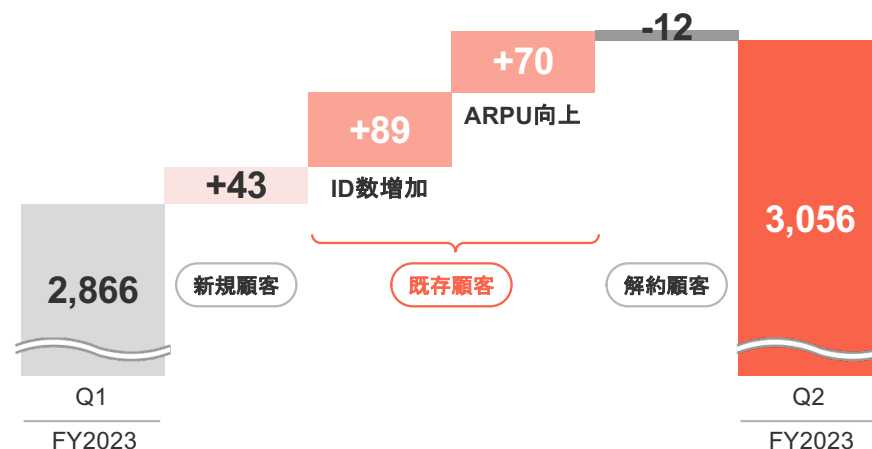 -12
+70
ARPU向上
+89
ID数増加
+43
3,056
2,866
新規顧客
既存顧客
解約顧客
Q1
Q2
FY2023
FY2023